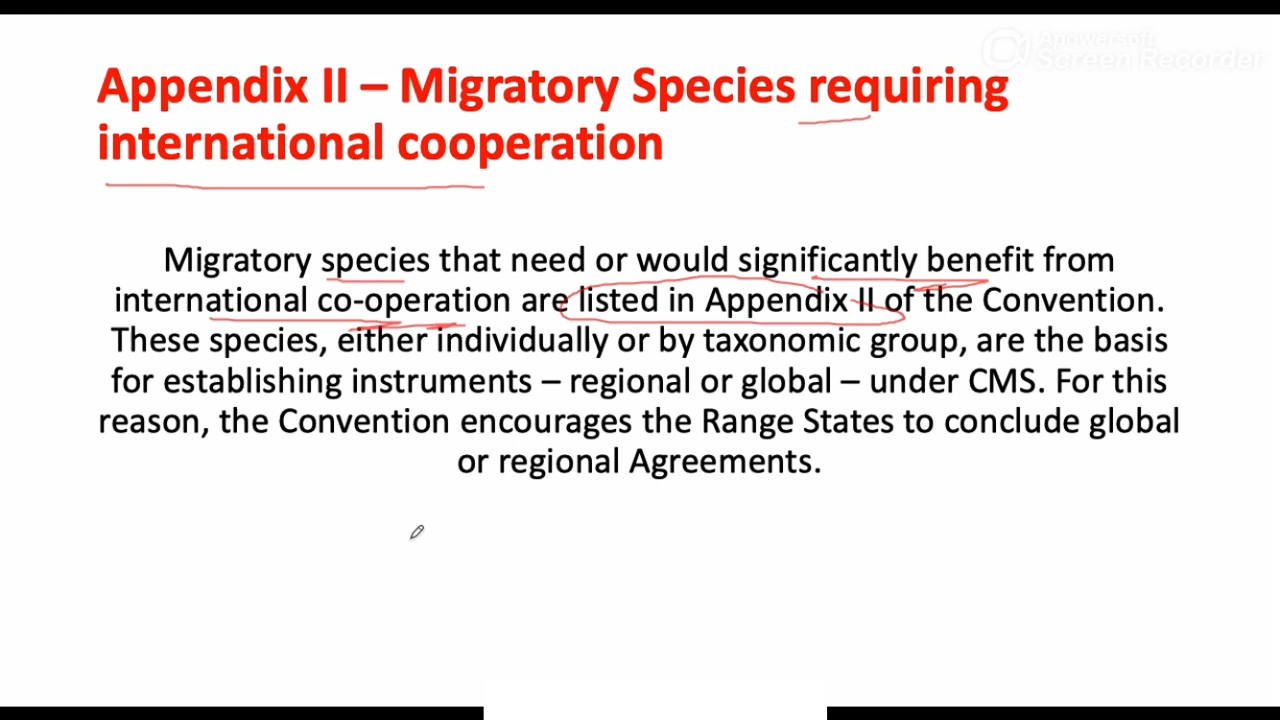 Apowersoft
Screen Recorder
Appendix II – Migratory Species requiring
international cooperation
Migratory species that need or would significantly benefit from
international co-operation are listed in Appendix II of the Convention.
These species, either individually or by taxonomic group, are the basis
for establishing instruments – regional or global – under CMS. For this
reason, the Convention encourages the Range States to conclude global
or regional Agreements.